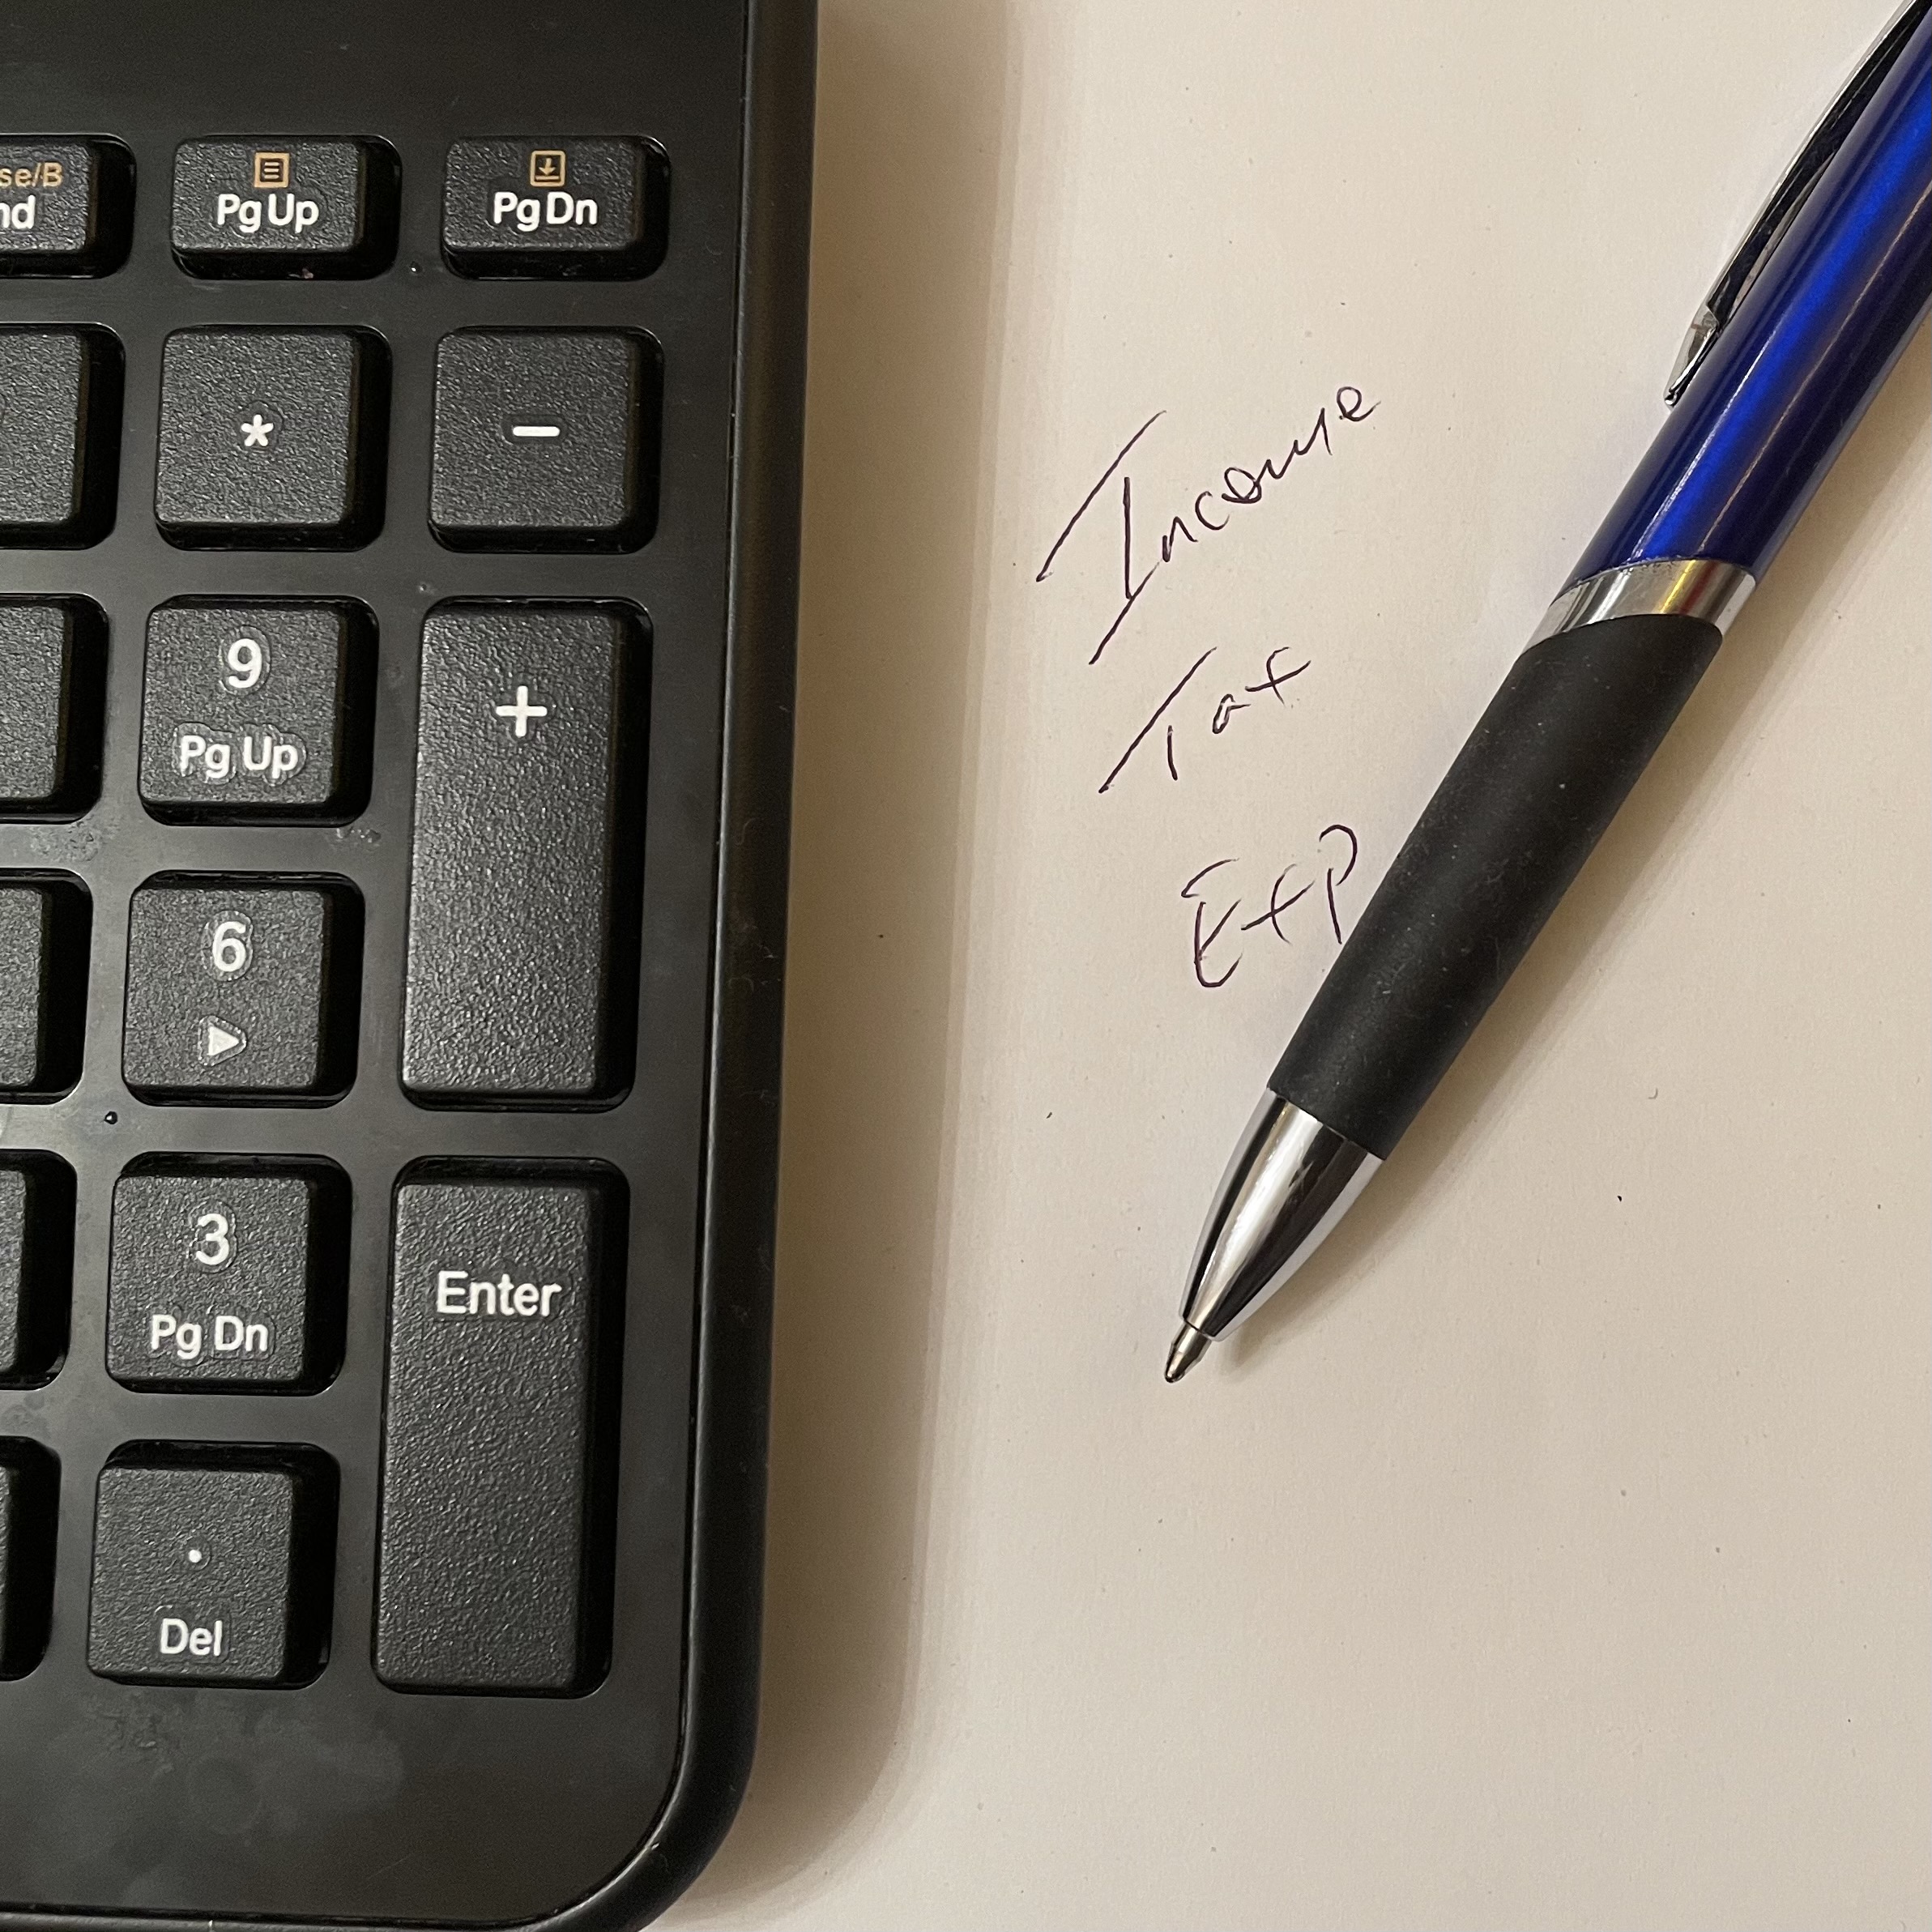 se/B
nd
Pg Up
Pg Dn
*
-
9
Pg Up
+
6
3
Pg Dn
Enter
.
Del
Income
Tax
Exp